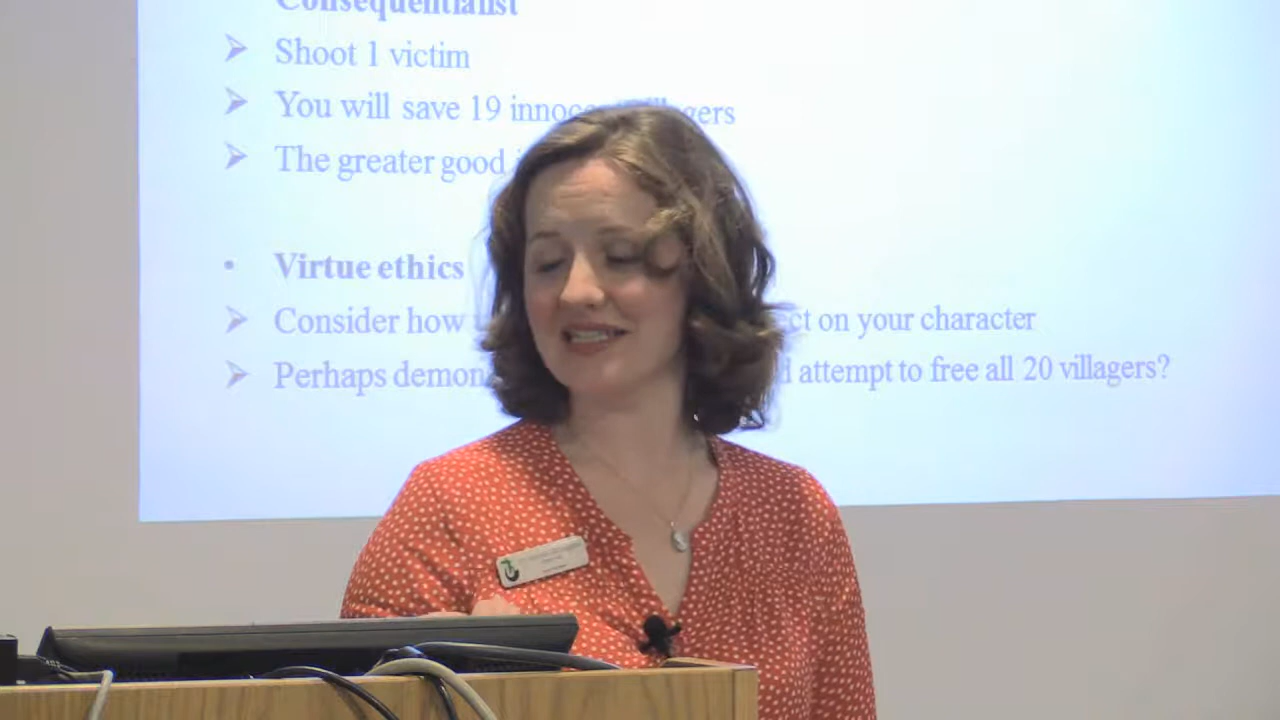 Consequentialist
Shoot 1 victim
You will save 19 innocent villagers
The greater good
Virtue ethics
Consider how ct on your character
Perhaps demon attempt to free all 20 villagers?